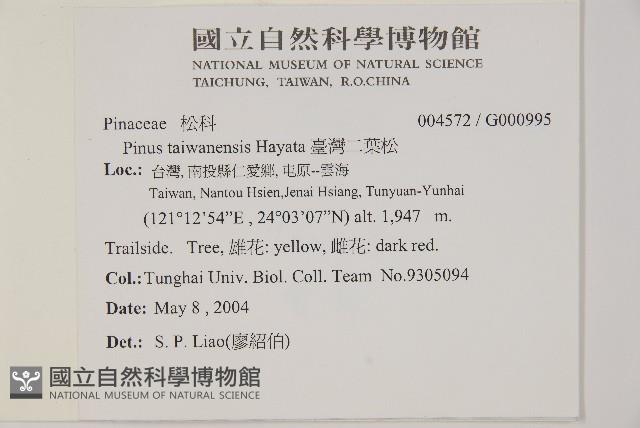 國立自然科學博物館
NATIONAL MUSEUM OF NATURAL SCIENCE
TAICHUNG, TAIWAN, R.O.CHINA
Pinaceae 松科 004572 / G000995
Pinus taiwanensis Hayata 臺灣二葉松
Loc.: 台灣, 南投縣仁愛鄉, 屯原--雲海
Taiwan, Nantou Hsien,Jenai Hsiang, Tunyuan-Yunhai
(121°12’54”E , 24°03’07”N) alt. 1,947 m.
Trailside. Tree, 雄花: yellow, 雌花: dark red.
Col.: Tunghai Univ. Biol. Coll. Team No.9305094
Date: May 8 , 2004
Det.: S. P. Liao(廖紹伯)
國立自然科學博物館
NATIONAL MUSEUM OF NATURAL SCIENCE